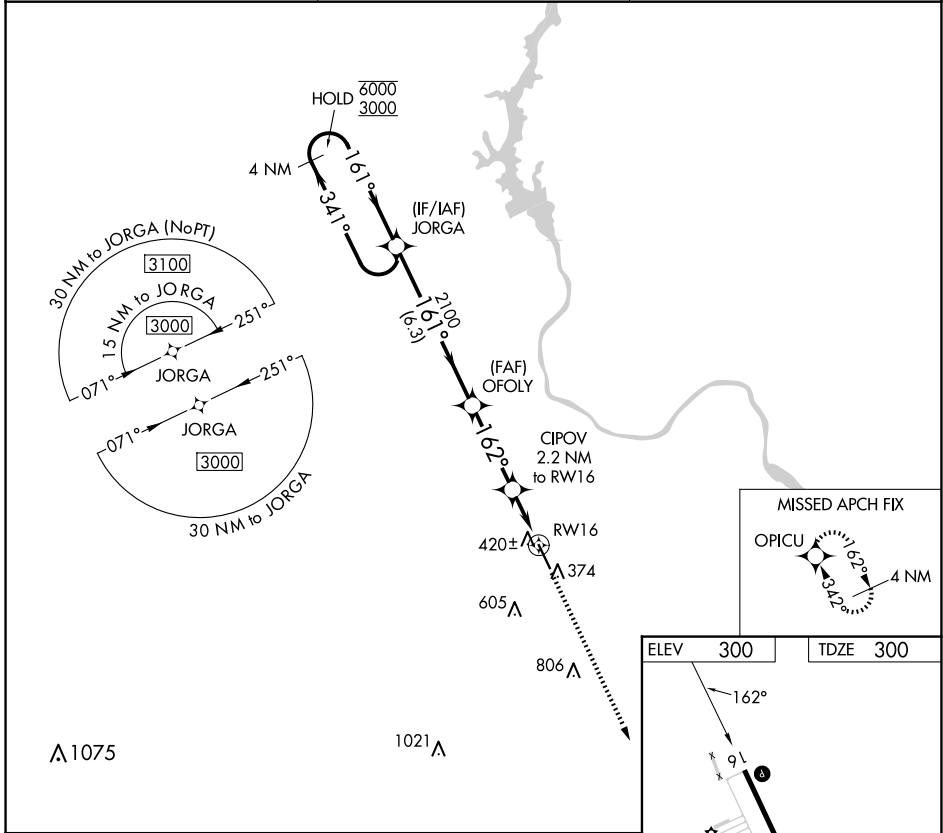 HOLD 6000
3000
4 NM
161°
341°
(IF/IAF)
JORGA
30 NM to JORGA (NoPT)
3100
15 NM to JORGA
3000
251°
071°
JORGA
2100
161°
(6.3)
251°
071°
JORGA
3000
30 NM to JORGA
(FAF)
OFOLY
162°
CIPOV
2.2 NM
to RW16
RW16
420±
374
605
806
1021
1075
MISSED APCH FIX
OPICU
162°
342°
4 NM
ELEV 300
TDZE 300
162°
x
x
16
P